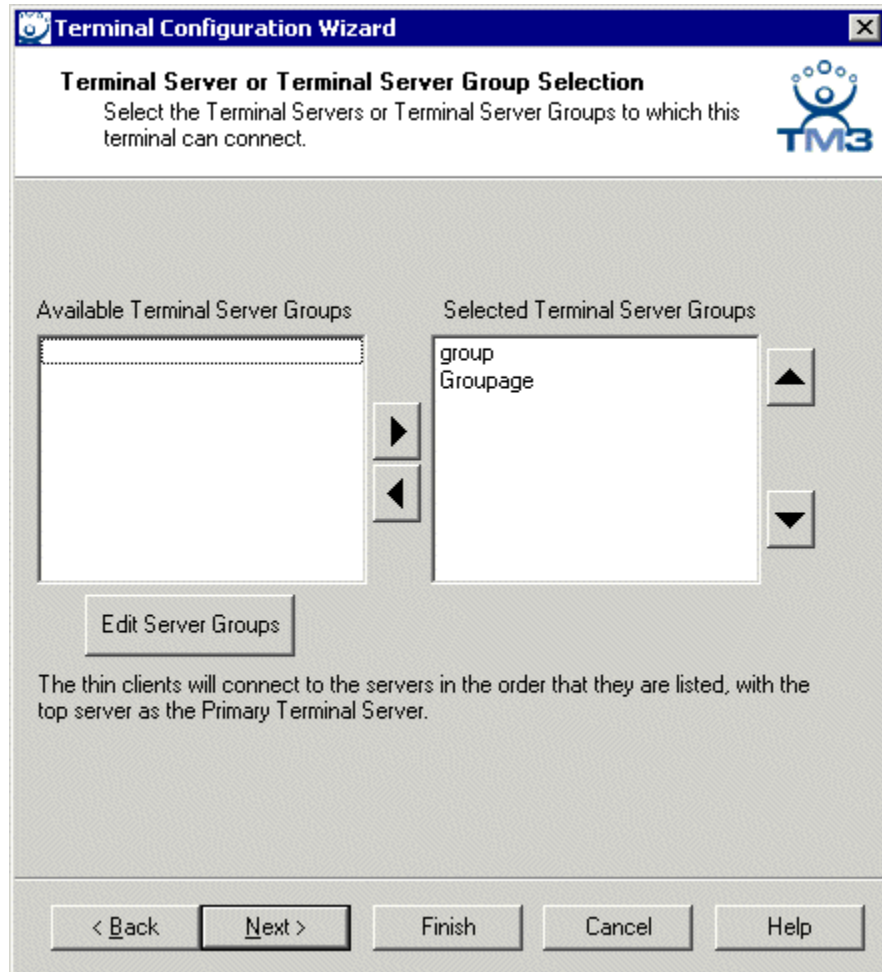 Terminal Configuration Wizard
Terminal Server or Terminal Server Group Selection
Select the Terminal Servers or Terminal Server Groups to which this
terminal can connect.
TM3
Available Terminal Server Groups
Selected Terminal Server Groups
group
Groupage
Edit Server Groups
The thin clients will connect to the servers in the order that they are listed, with the
top server as the Primary Terminal Server.
< Back
Next >
Finish
Cancel
Help